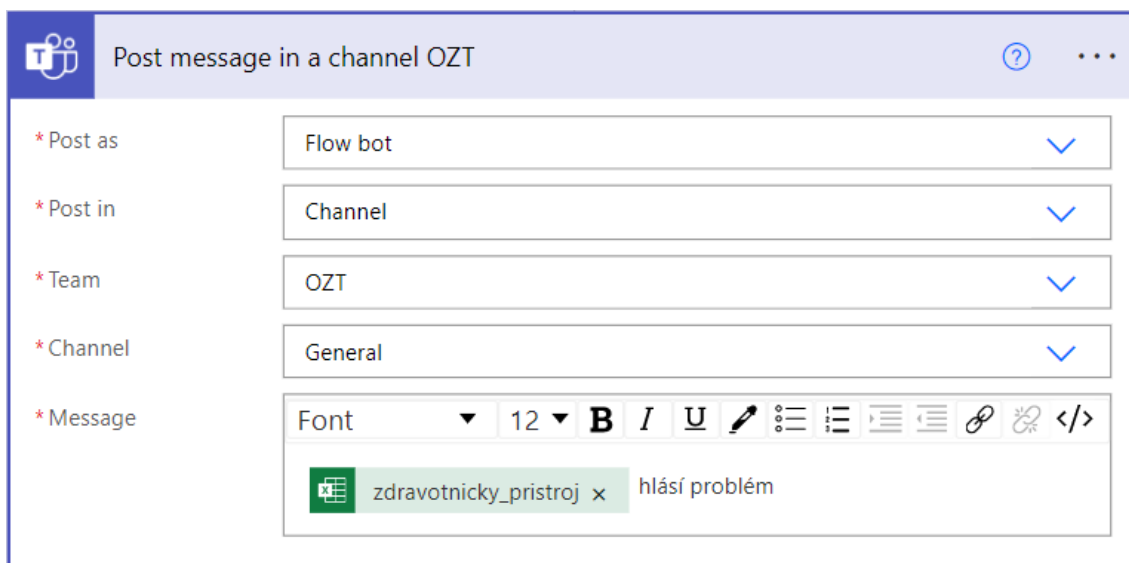 Post message in a channel OZT
* Post as Flow bot
* Post in Channel
* Team OZT
* Channel General
* Message Font 12 B I U </>
zdravotnicky_pristroj × hlásí problém